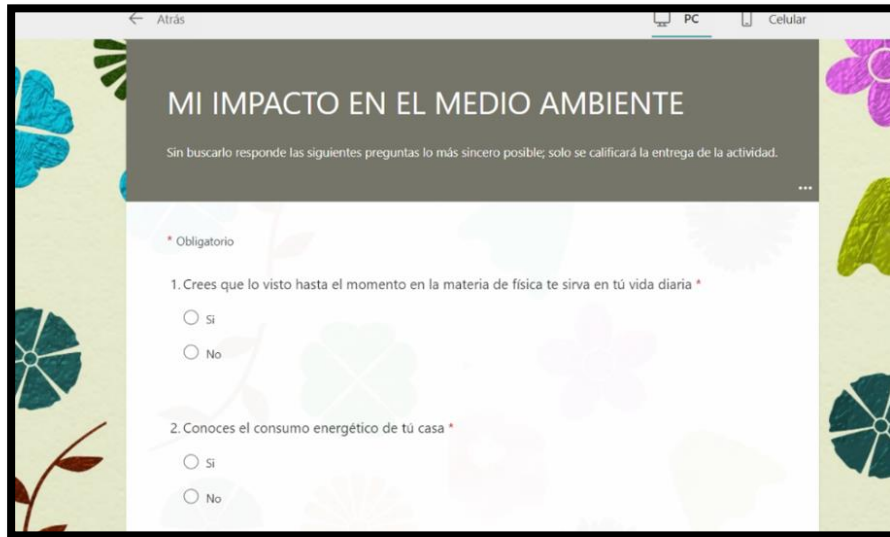 Atrás
PC
Celular
MI IMPACTO EN EL MEDIO AMBIENTE
Sin buscarlo responde las siguientes preguntas lo más sincero posible; solo se calificará la entrega de la actividad.
...
* Obligatorio
1. Crees que lo visto hasta el momento en la materia de física te sirva en tú vida diaria *
Si
No
2. Conoces el consumo energético de tú casa *
Si
No